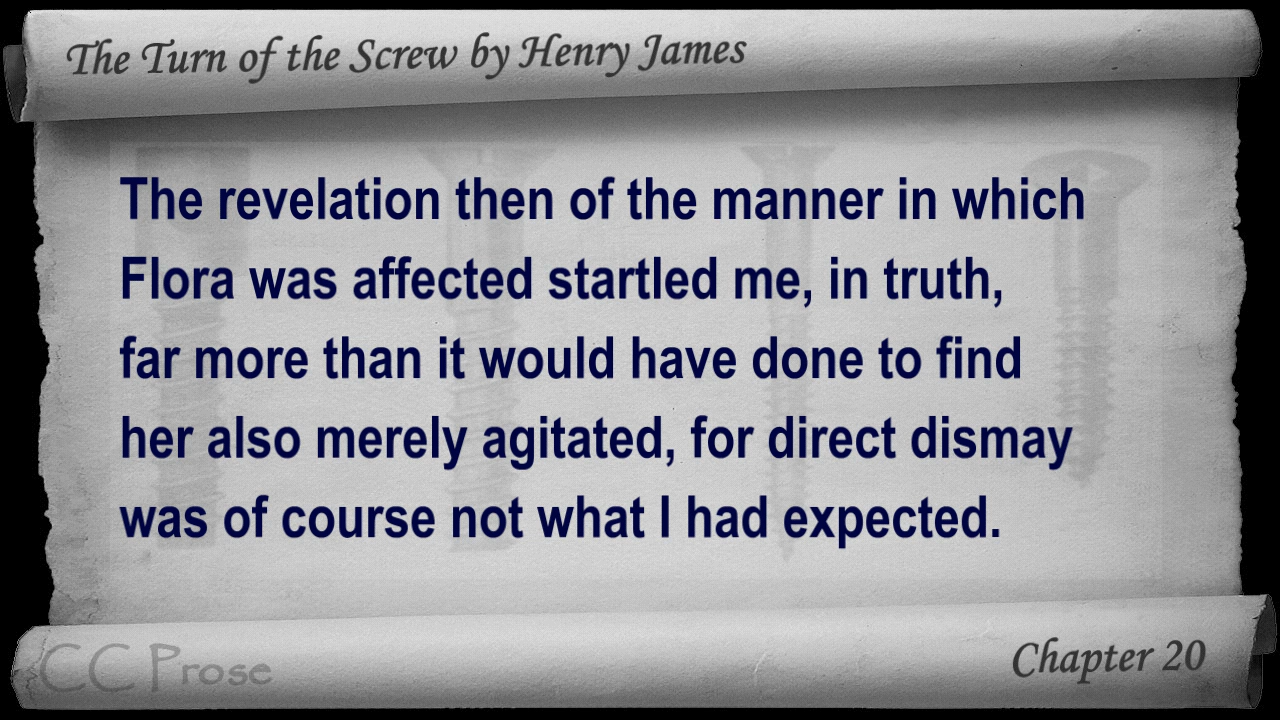 The Turn of the Screw by Henry James
The revelation then of the manner in which
Flora was affected startled me, in truth,
far more than it would have done to find
her also merely agitated, for direct dismay
was of course not what I had expected.
CC Prose
Chapter 20